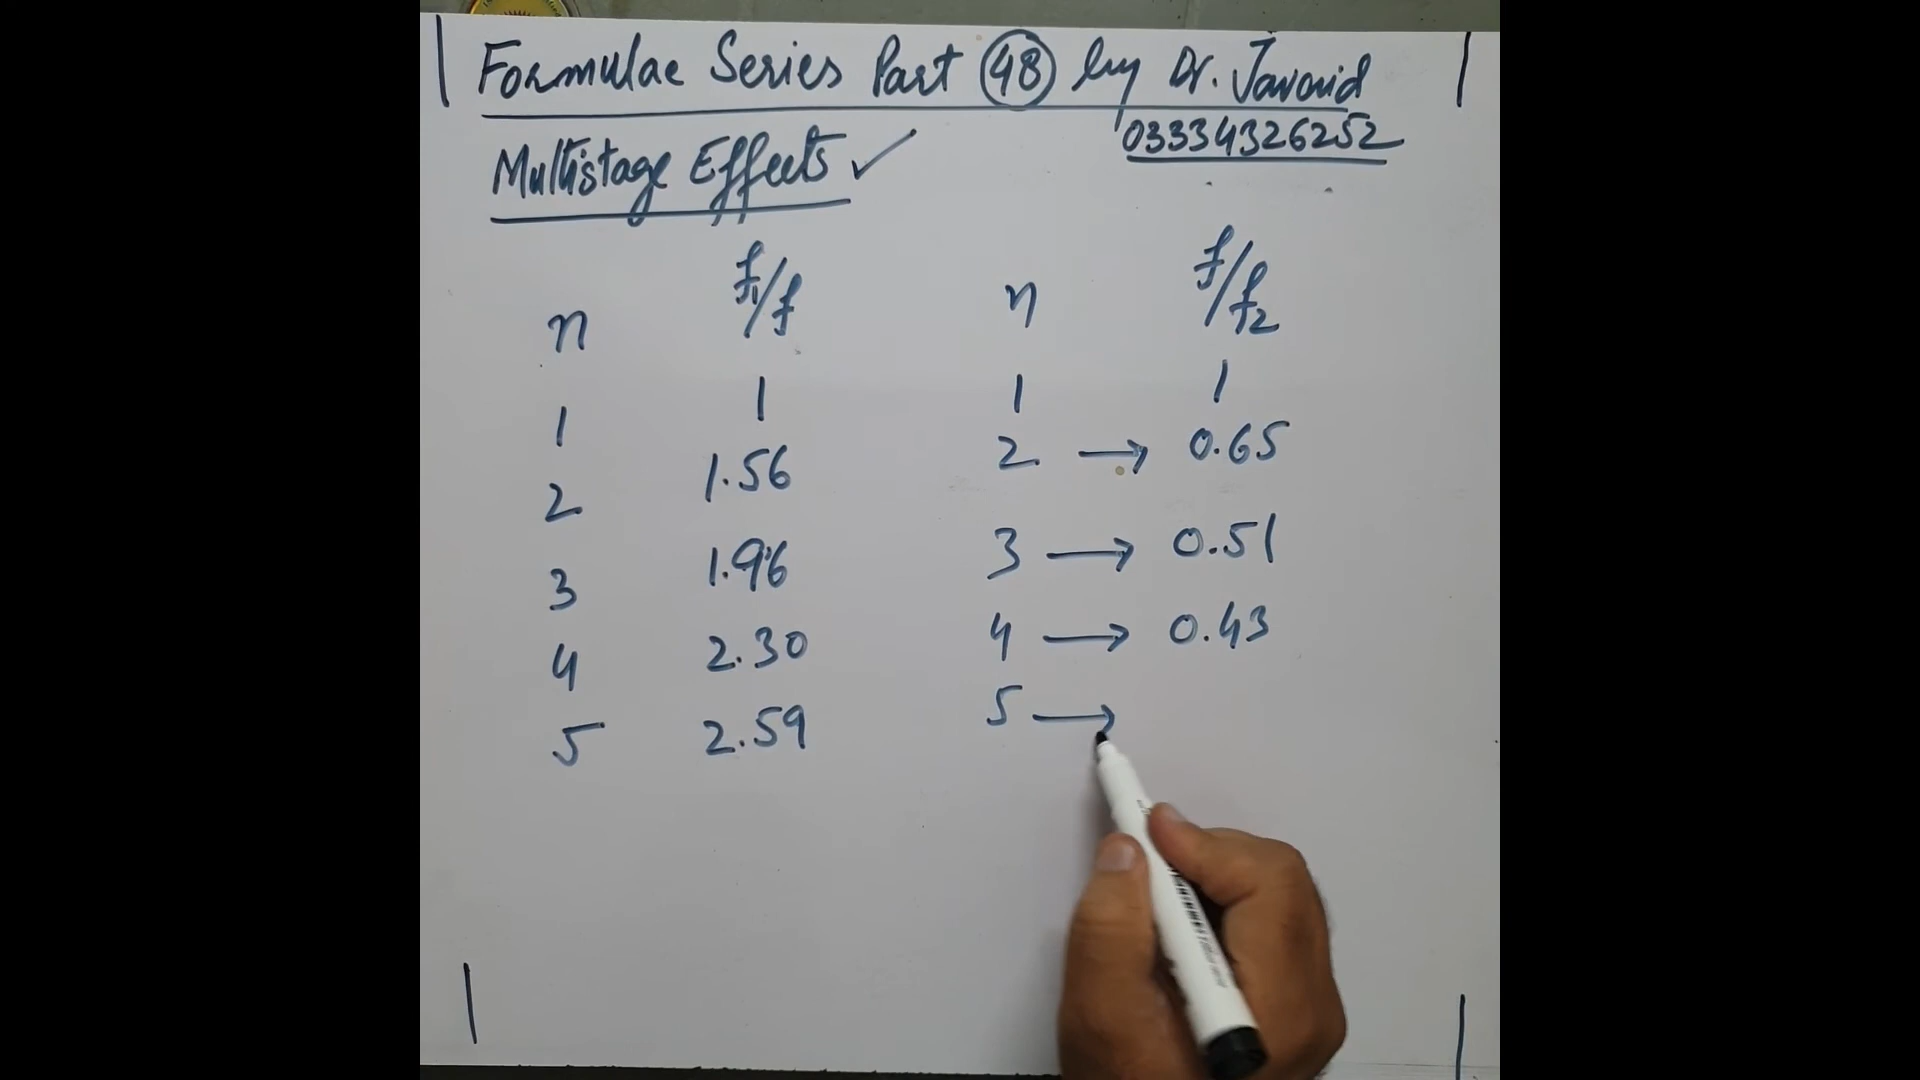 Formulae Series Part 48 by Dr. Javaid
03334326252
Multistage Effects ✓
n f1/f n f/f2
1 1 1 1
2 1.56 2 → 0.65
3 1.96 3 → 0.51
4 2.30 4 → 0.43
5 2.59 5 →